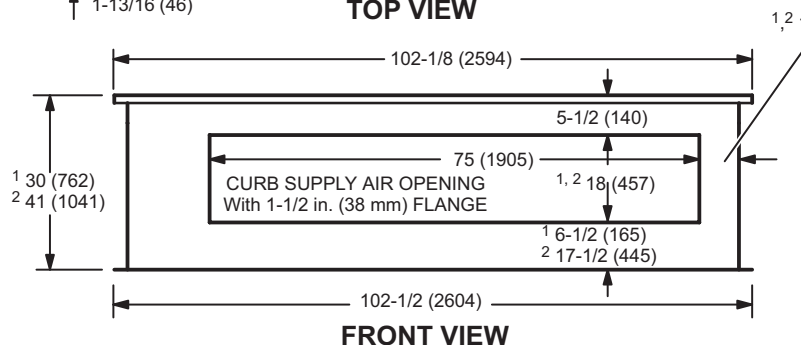 1-13/16 (46)
TOP VIEW
1,2
102-1/8 (2594)
5-1/2 (140)
75 (1905)
1 30 (762)
2 41 (1041)
CURB SUPPLY AIR OPENING
With 1-1/2 in. (38 mm) FLANGE
1, 2 18 (457)
1 6-1/2 (165)
2 17-1/2 (445)
102-1/2 (2604)
FRONT VIEW